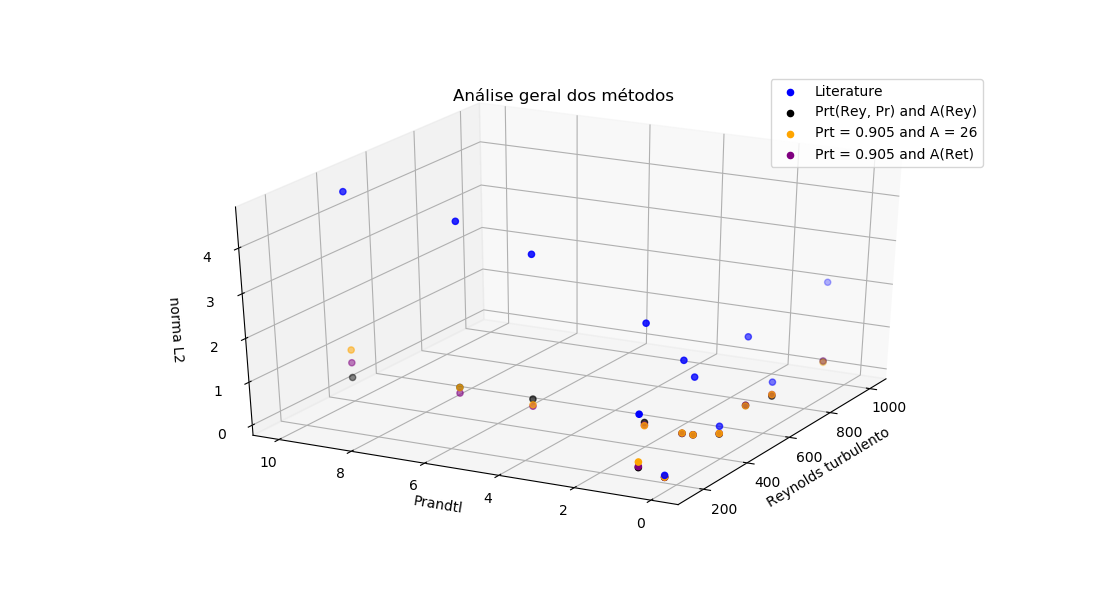 Análise geral dos métodos
Literature
Prt(Rey, Pr) and A(Rey)
Prt = 0.905 and A = 26
Prt = 0.905 and A(Ret)
norma L2
4
3
2
1
0
10
8
6
4
2
0
Prandtl
200
400
600
800
1000
Reynolds turbulento